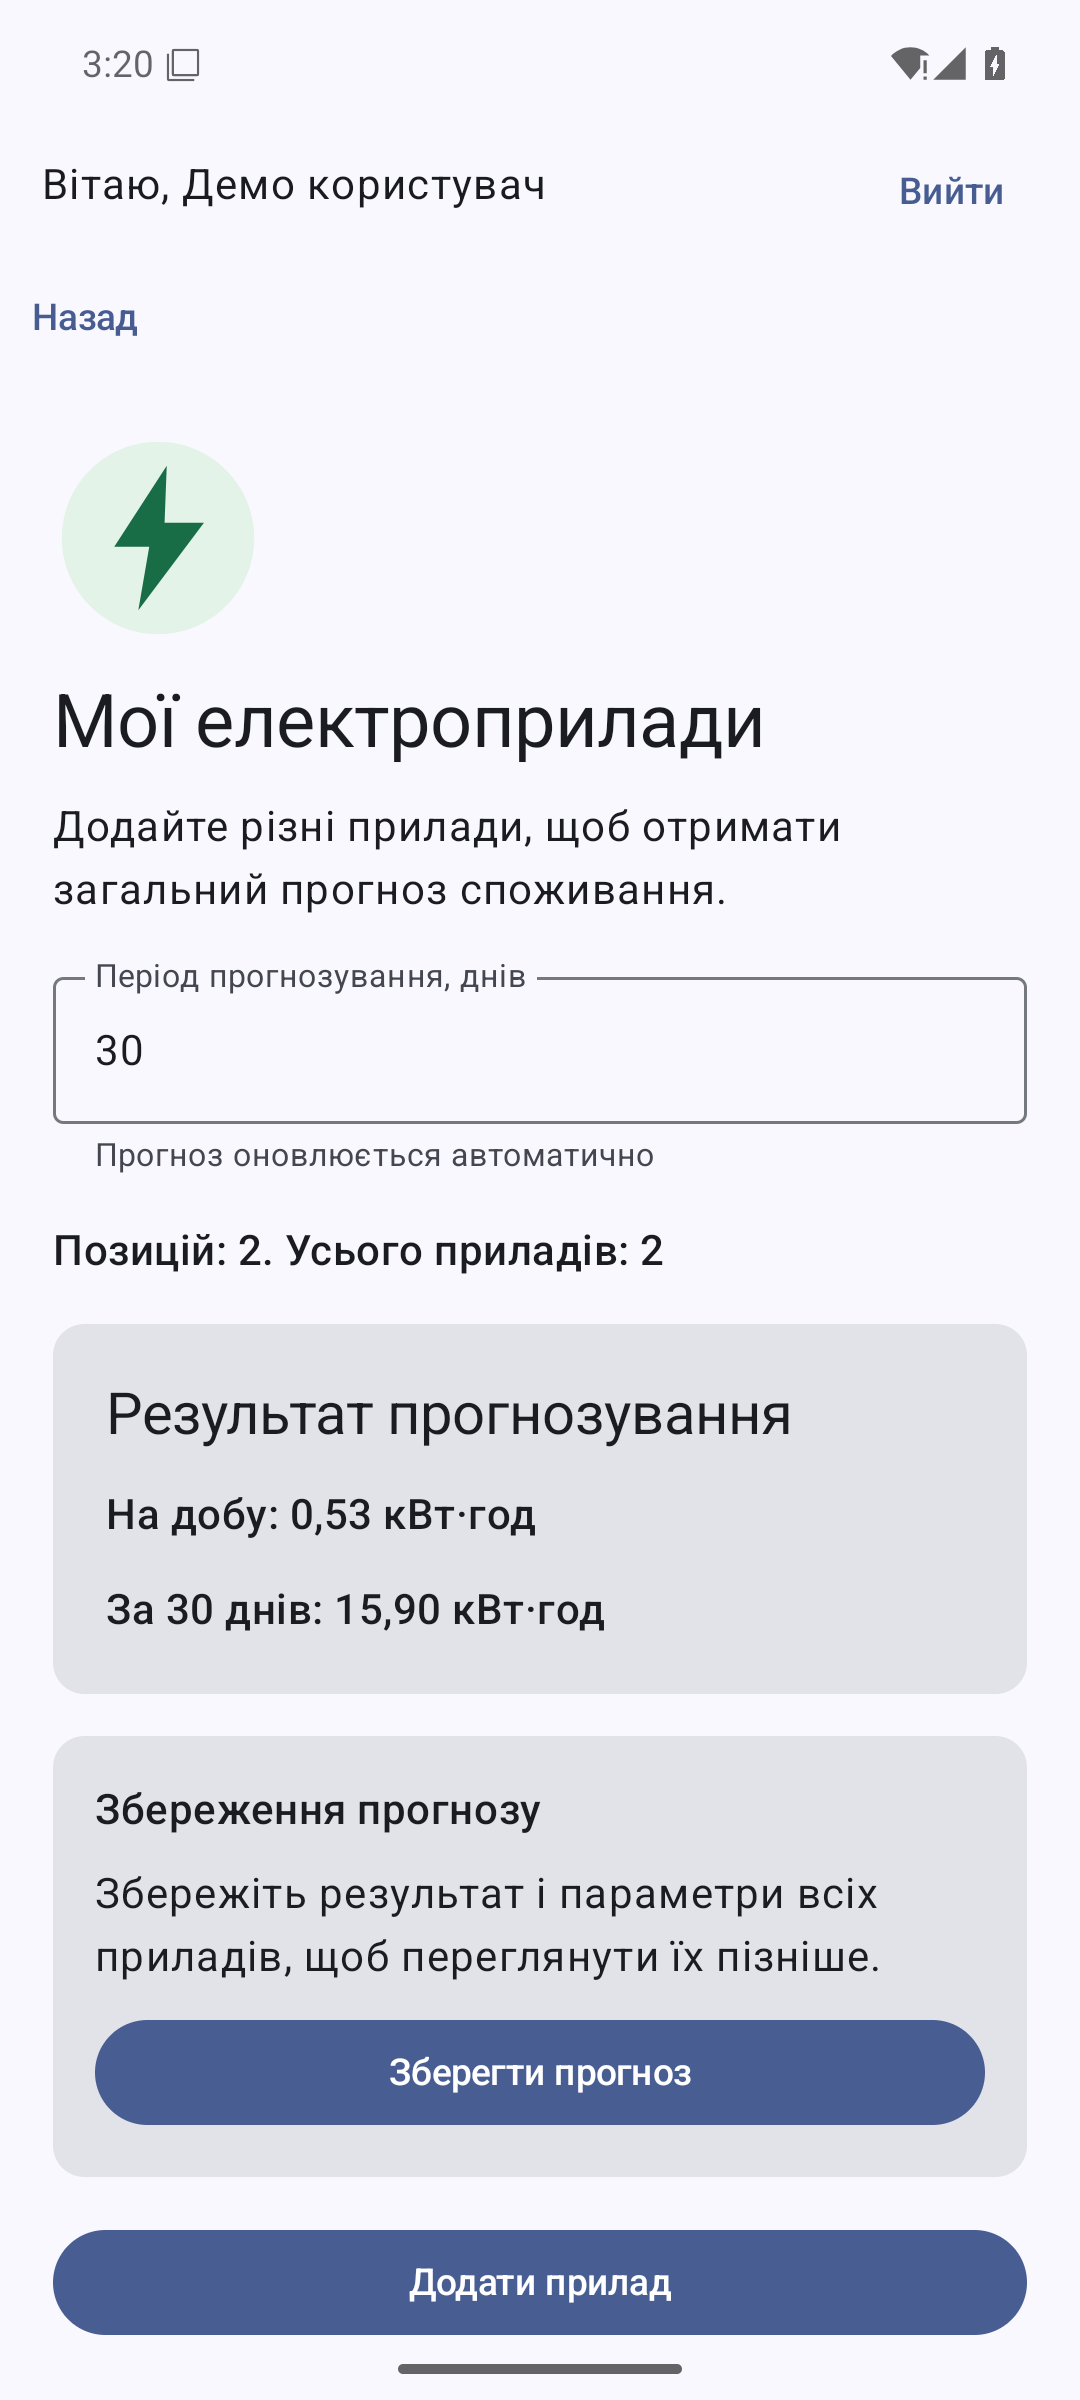 3:20
Вітаю, Демо користувач
Вийти
Назад
Мої електроприлади
Додайте різні прилади, щоб отримати
загальний прогноз споживання.
Період прогнозування, днів
30
Прогноз оновлюється автоматично
Позицій: 2. Усього приладів: 2
Результат прогнозування
На добу: 0,53 кВт·год
За 30 днів: 15,90 кВт·год
Збереження прогнозу
Збережіть результат і параметри всіх
приладів, щоб переглянути їх пізніше.
Зберегти прогноз
Додати прилад